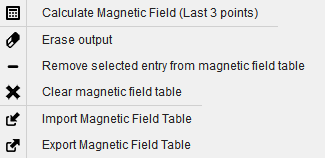 Calculate Magnetic Field (Last 3 points)
Erase output
Remove selected entry from magnetic field table
Clear magnetic field table
Import Magnetic Field Table
Export Magnetic Field Table